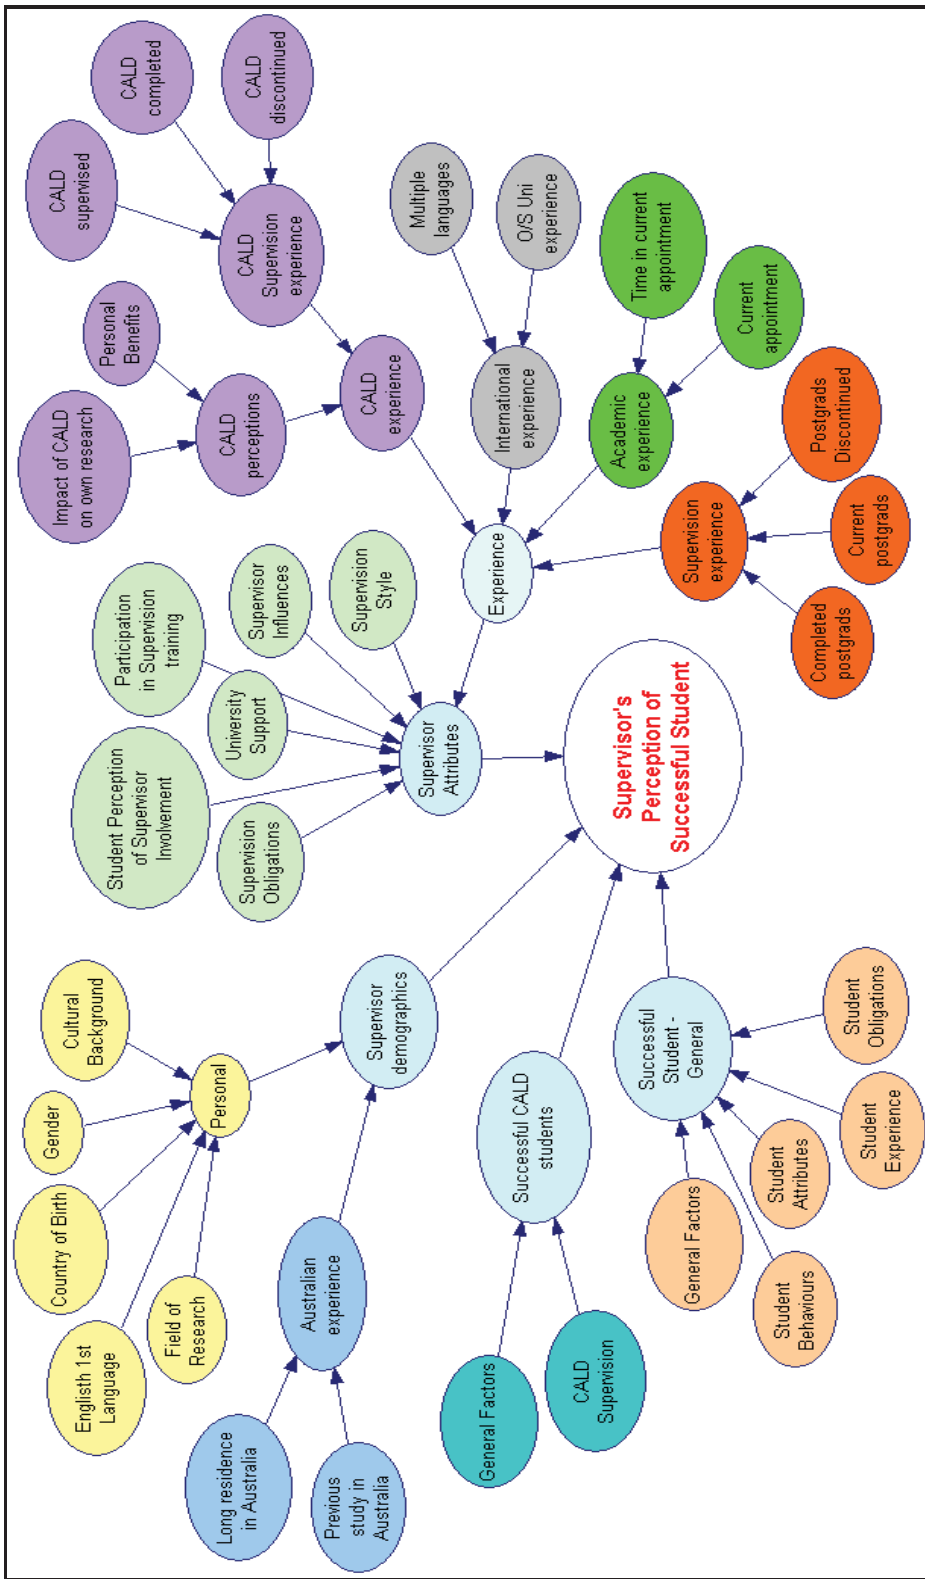 Englisth 1st
Language
Country of Birth
Gender
Cultural
Background
Field of
Research
Personal
Long residence
in Australia
Previous
study in
Australia
Australian
experience
Supervisor
demographics
Student Perception
of Supervisor
Involvement
Participation
in Supervision
training
Supervision
Obligations
University
Support
Supervisor
Influences
Supervision
Style
Supervisor
Attributes
Impact of CALD
on own research
Personal
Benefits
CALD
perceptions
CALD
supervised
CALD
completed
CALD
discontinued
CALD
Supervision
experience
CALD
experience
Multiple
languages
O/S Uni
experience
International
experience
Experience
Time in current
appointment
Current
appointment
Academic
experience
Supervision
experience
Completed
postgrads
Current
postgrads
Postgrads
Discontinued
Supervisor's
Perception of
Successful Student
General Factors
CALD
Supervision
Successful CALD
students
Successful
Student -
General
General Factors
Student
Behaviours
Student
Attributes
Student
Experience
Student
Obligations